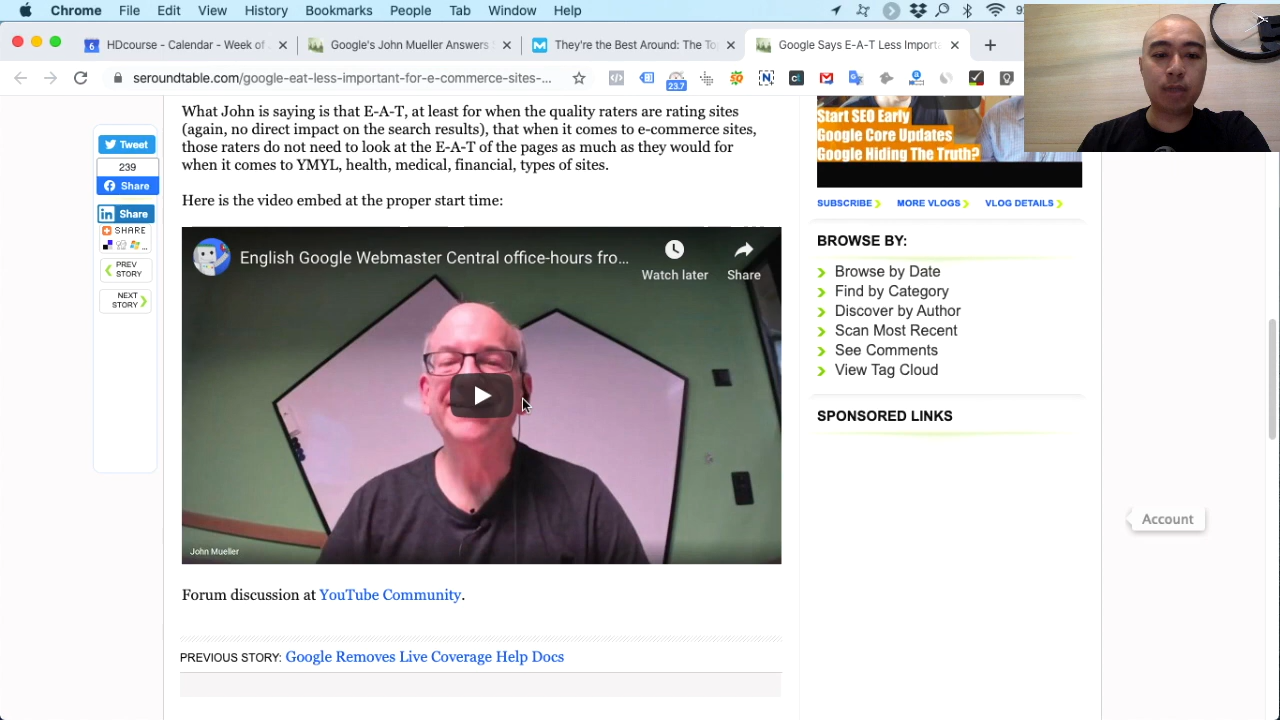 Chrome File Edit View History Bookmarks People Tab Window Help
6 HDcourse - Calendar - Week of
Google's John Mueller Answers S
They're the Best Around: The To
Google Says E-A-T Less Importa
seroundtable.com/google-eat-less-important-for-e-commerce-sites-...
23.7
What John is saying is that E-A-T, at least for when the quality raters are rating sites
(again, no direct impact on the search results), that when it comes to e-commerce sites,
those raters do not need to look at the E-A-T of the pages as much as they would for
when it comes to YMYL, health, medical, financial, types of sites.
Here is the video embed at the proper start time:
Tweet
239
Share
Share
SHARE
PREV
STORY
NEXT
STORY
English Google Webmaster Central office-hours fro...
Watch later
Share
John Mueller
Forum discussion at YouTube Community.
PREVIOUS STORY: Google Removes Live Coverage Help Docs
Start SEO Early
Google Core Updates
Google Hiding The Truth?
SUBSCRIBE MORE VLOGS VLOG DETAILS
BROWSE BY:
Browse by Date
Find by Category
Discover by Author
Scan Most Recent
See Comments
View Tag Cloud
SPONSORED LINKS
Account